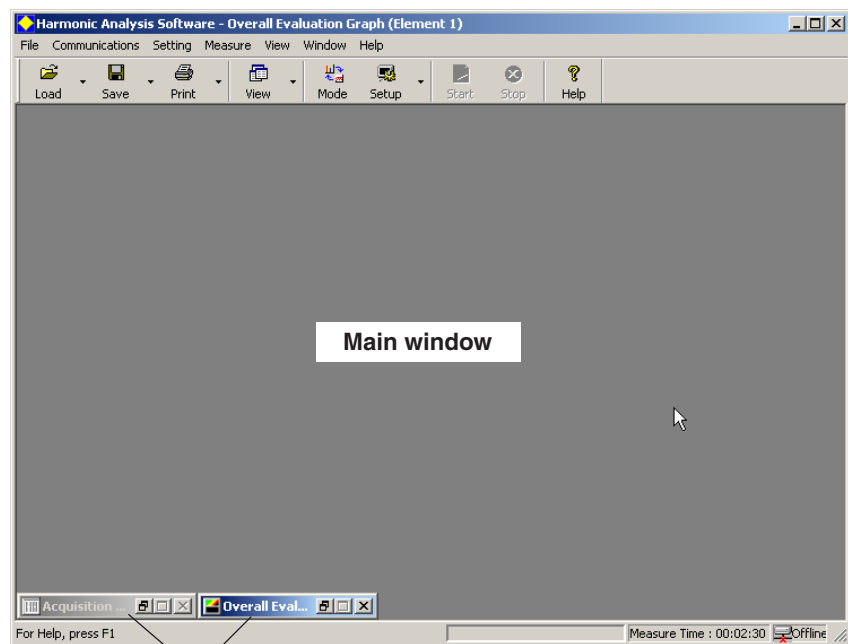 Harmonic Analysis Software - Overall Evaluation Graph (Element 1)
File Communications Setting Measure View Window Help
Load Save Print View Mode Setup Start Stop Help
Main window
Acquisition ... Overall Eval...
For Help, press F1 Measure Time : 00:02:30 Offline